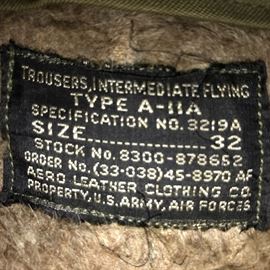 TROUSERS, INTERMEDIATE, FLYING
TYPE A-11A
SPECIFICATION NO. 3219A
SIZE 32
STOCK NO. 8300-878652
ORDER NO. (33-038)45-8970 AF
AERO LEATHER CLOTHING CO.
PROPERTY, U.S. ARMY, AIR FORCES